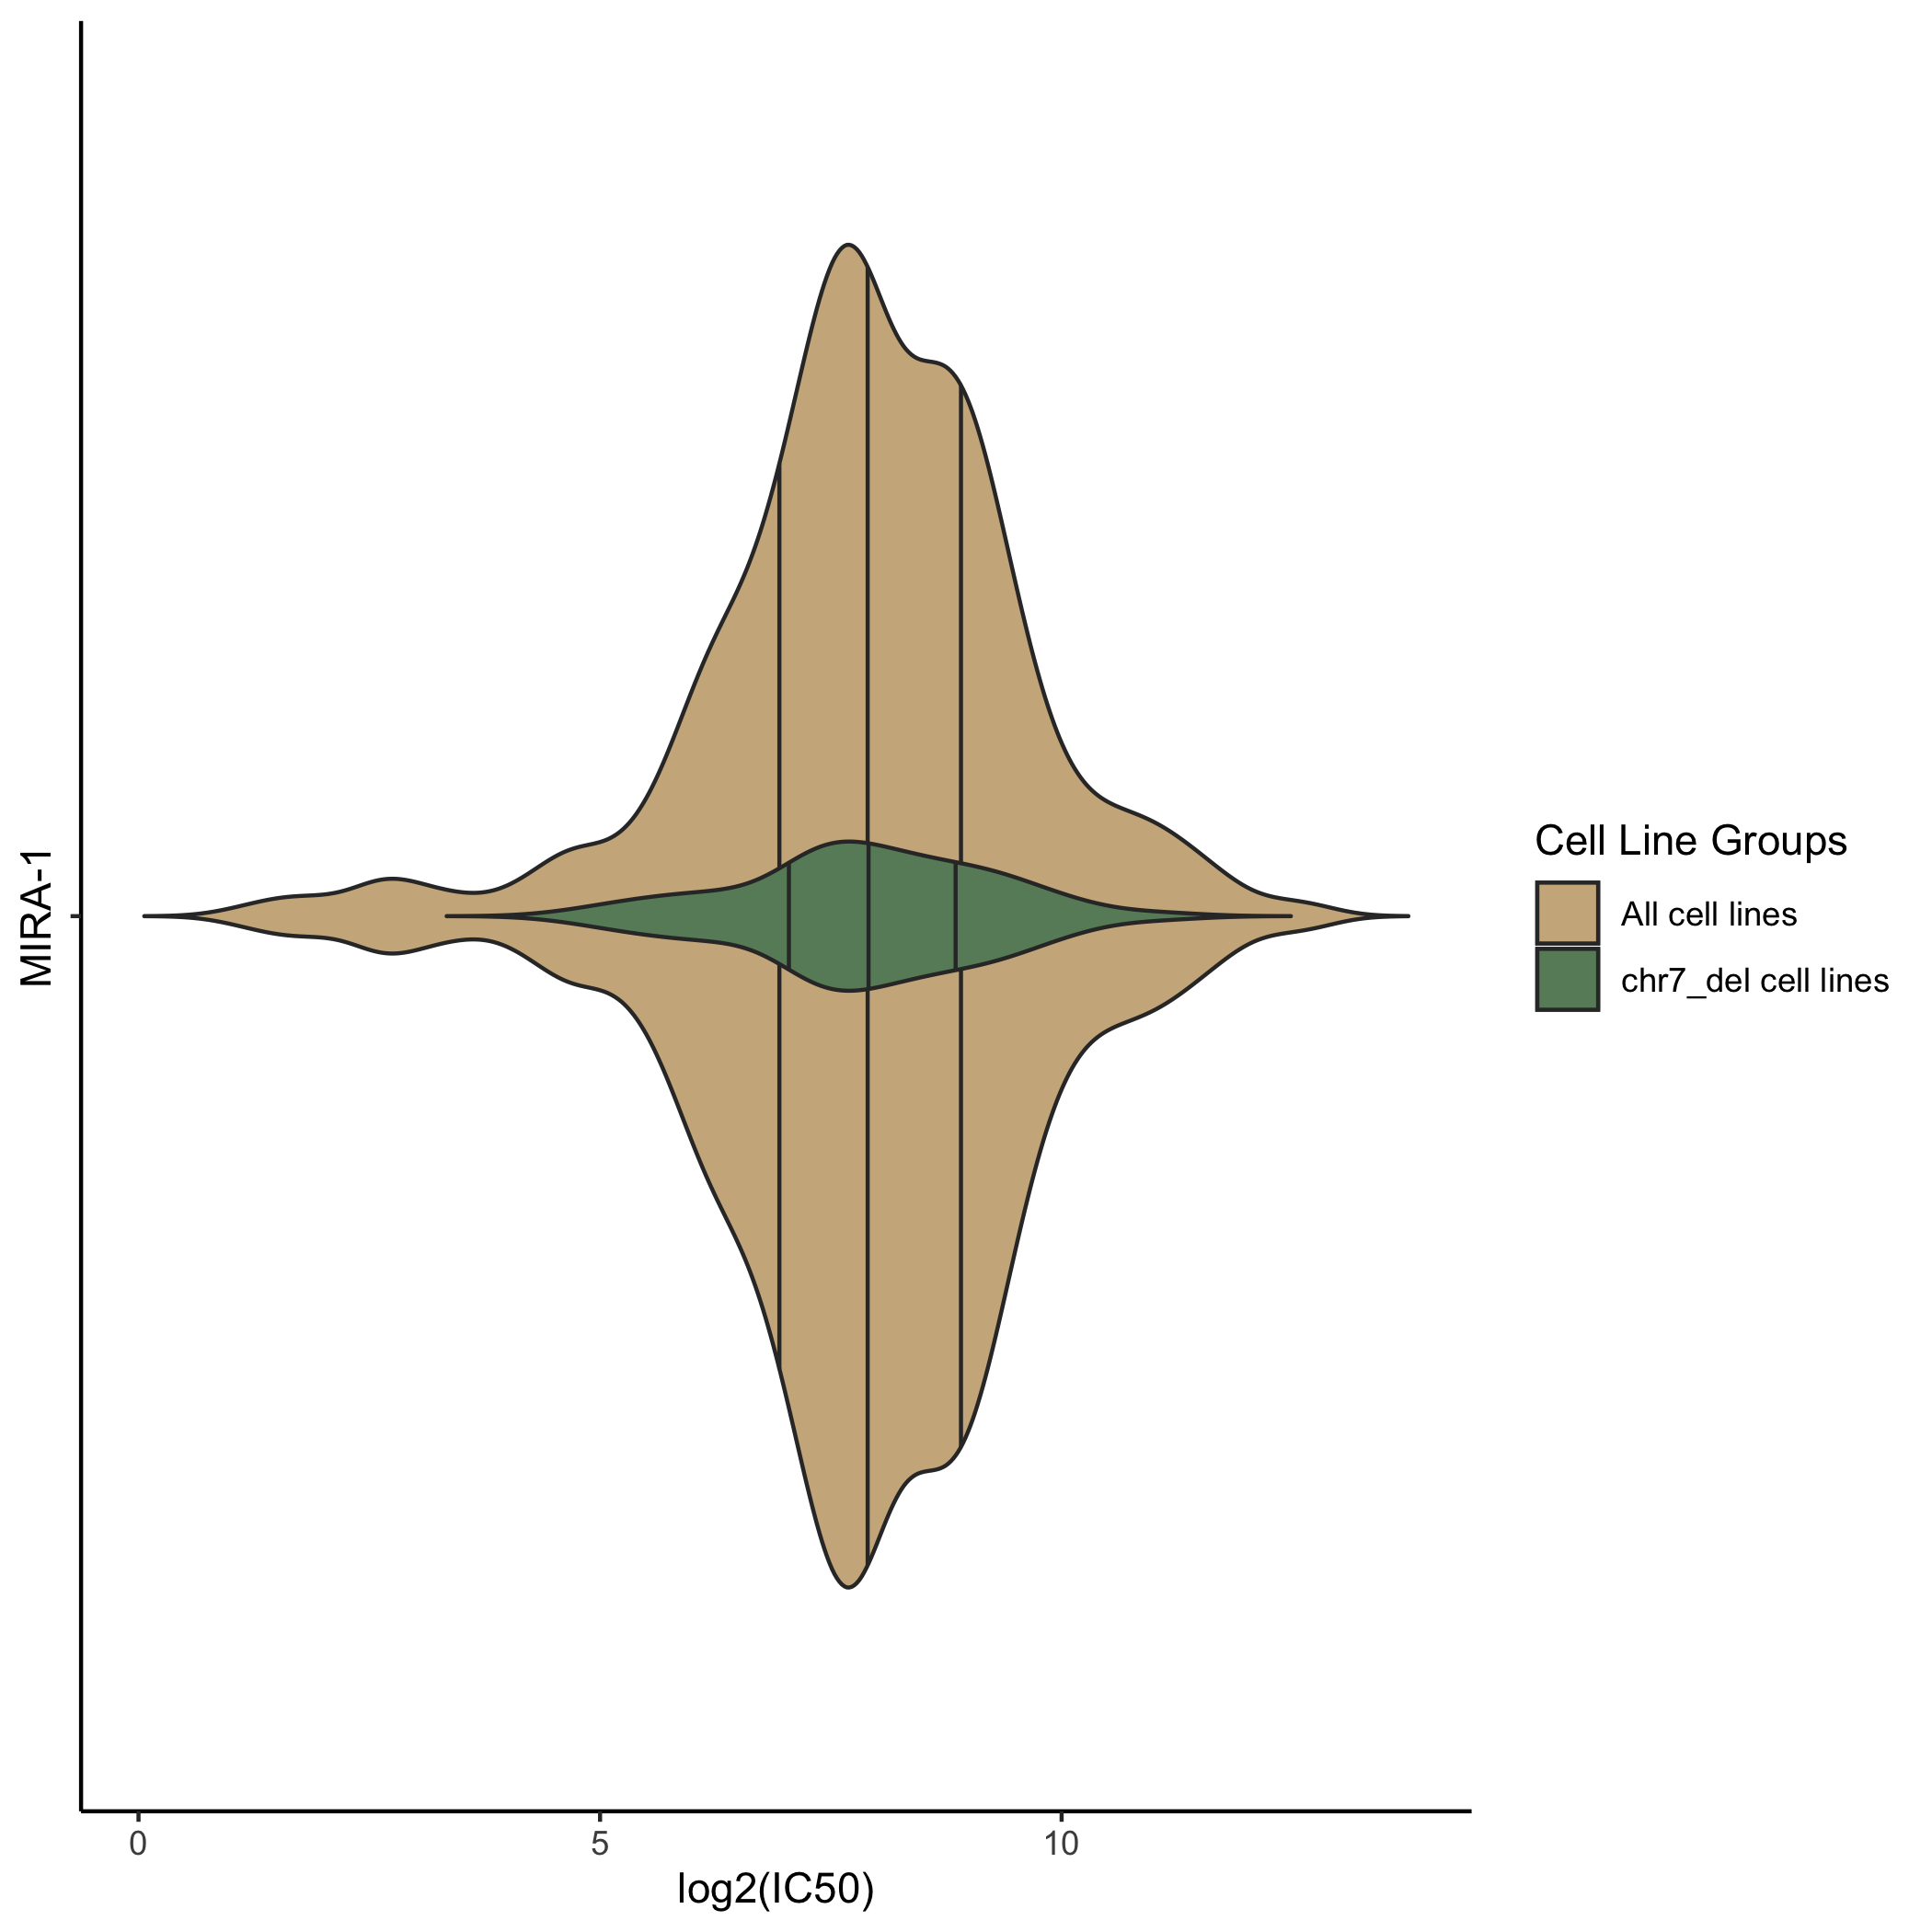 MIRA-1
Cell Line Groups
All cell lines
chr7_del cell lines
0 5 10
log2(IC50)